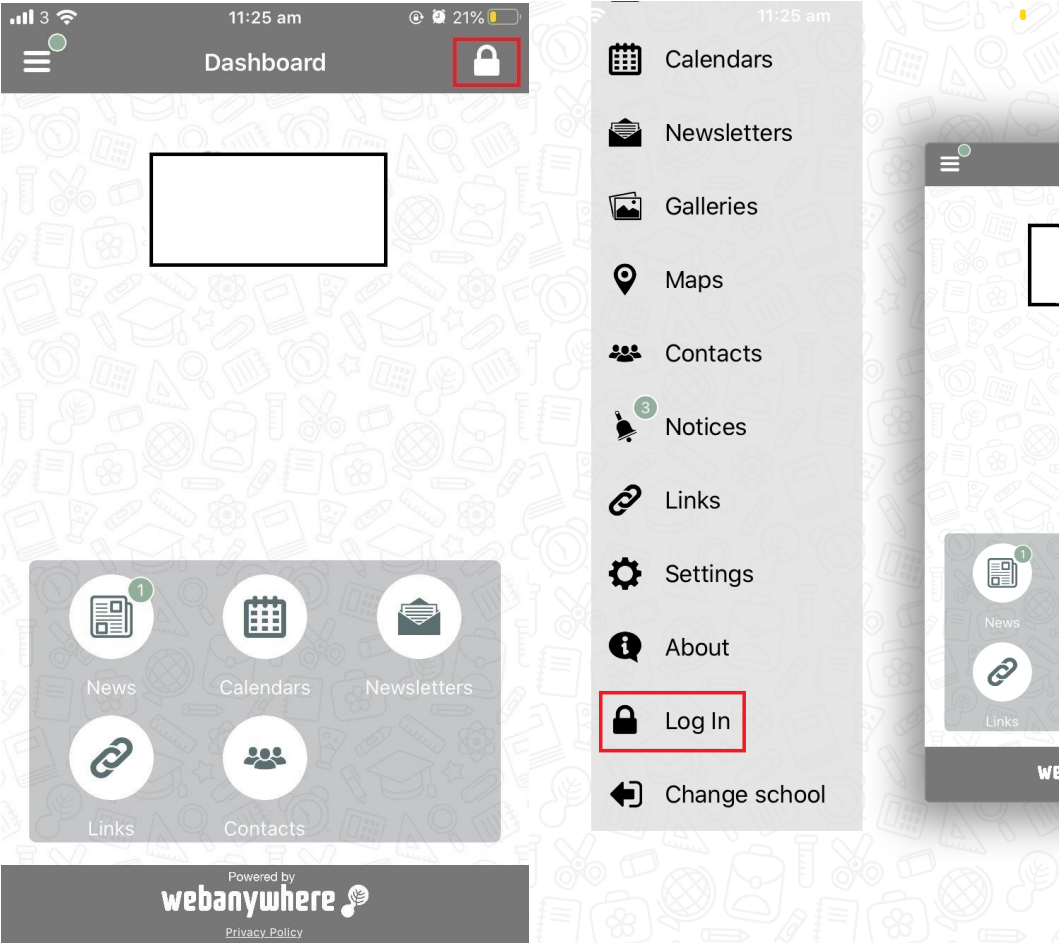 3 11:25 am 21%
Dashboard
1
News Calendars Newsletters
Links Contacts
Powered by
webanywhere
Privacy Policy
11:25 am
Calendars
Newsletters
Galleries
Maps
Contacts
3
Notices
Links
Settings
About
Log In
Change school
1
News
Links
we